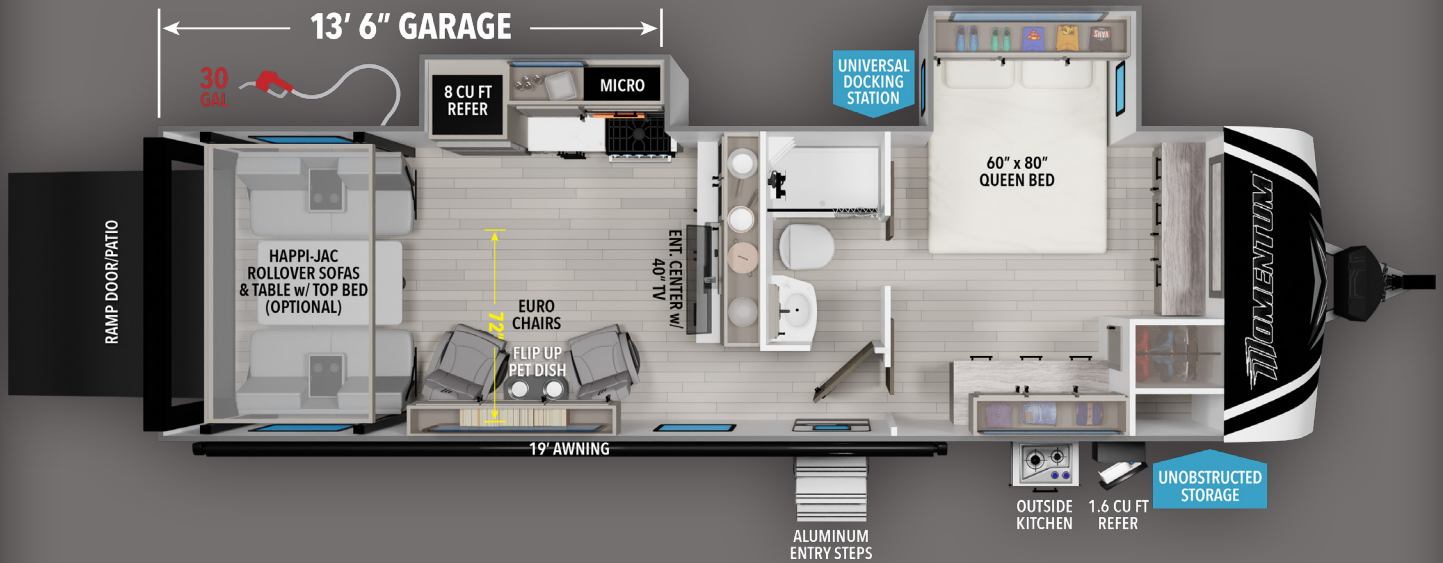 13' 6" GARAGE
30
GAL
8 CU FT
REFER
MICRO
UNIVERSAL
DOCKING
STATION
60" x 80"
QUEEN BED
RAMP DOOR/PATIO
HAPPI-JAC
ROLLOVER SOFAS
& TABLE w/ TOP BED
(OPTIONAL)
72"
EURO
CHAIRS
FLIP UP
PET DISH
ENT. CENTER w/
40" TV
MOMENTUM
19' AWNING
ALUMINUM
ENTRY STEPS
OUTSIDE
KITCHEN
1.6 CU FT
REFER
UNOBSTRUCTED
STORAGE